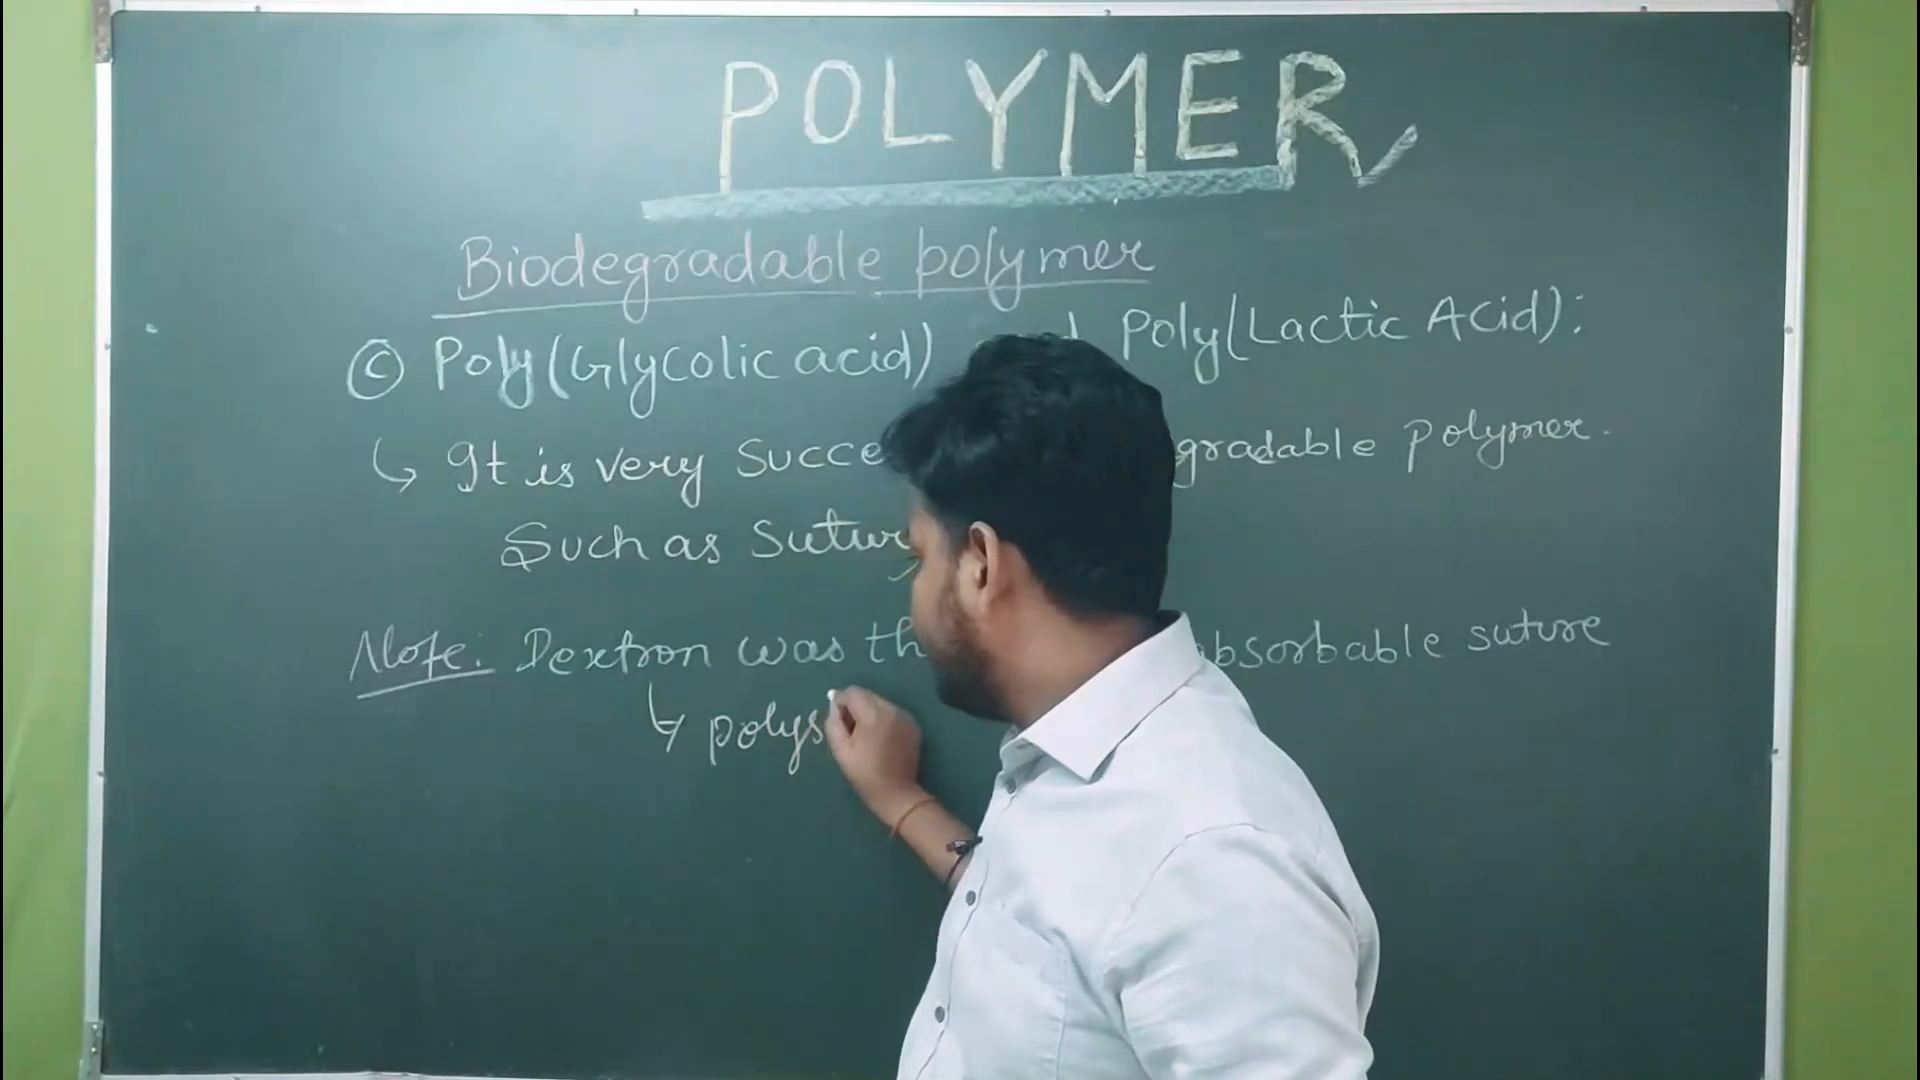 POLYMER
Biodegradable polymer
© Poly(Glycolic acid) Poly(Lactic Acid):
↳ It is very Succe gradable polymer.
Such as Sutur
Note: Dextron was th absorbable suture
↳ polys